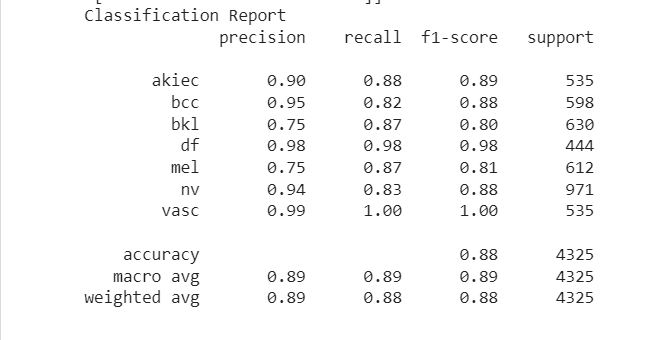 Classification Report
precision recall f1-score support
akiec 0.90 0.88 0.89 535
bcc 0.95 0.82 0.88 598
bkl 0.75 0.87 0.80 630
df 0.98 0.98 0.98 444
mel 0.75 0.87 0.81 612
nv 0.94 0.83 0.88 971
vasc 0.99 1.00 1.00 535
accuracy 0.88 4325
macro avg 0.89 0.89 0.89 4325
weighted avg 0.89 0.88 0.88 4325